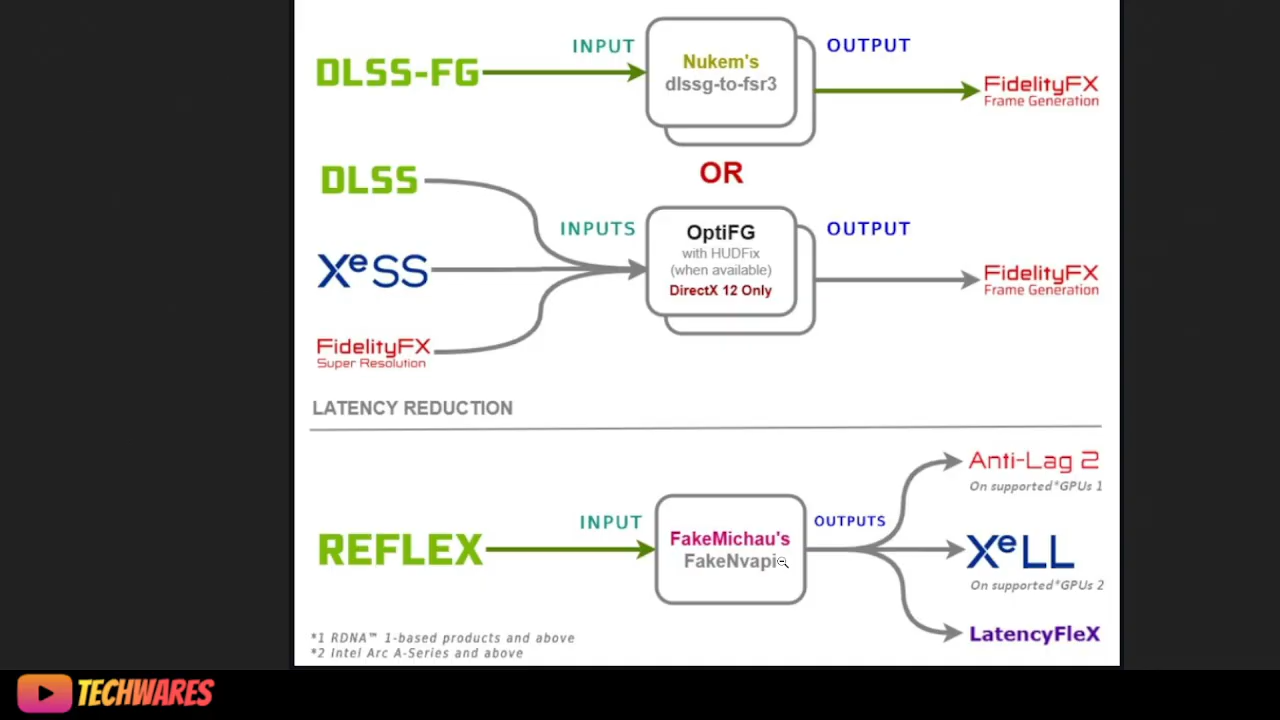 DLSS-FG
INPUT
Nukem's
dlssg-to-fsr3
OUTPUT
FidelityFX
Frame Generation
OR
DLSS
XeSS
FidelityFX
Super Resolution
INPUTS
OptiFG
with HUDFix
(when available)
DirectX 12 Only
OUTPUT
FidelityFX
Frame Generation
LATENCY REDUCTION
REFLEX
INPUT
FakeMichau's
FakeNvapi
OUTPUTS
Anti-Lag 2
On supported*GPUs 1
XeLL
On supported*GPUs 2
LatencyFleX
*1 RDNA™ 1-based products and above
*2 Intel Arc A-Series and above
TECHWARES